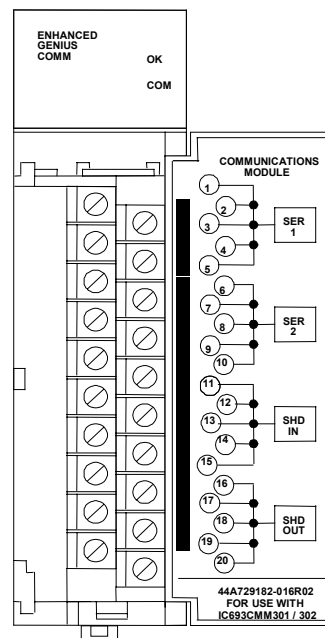 ENHANCED
GENIUS
COMM
OK
COM
COMMUNICATIONS
MODULE
1
2
3
4
5
SER
1
6
7
8
9
10
SER
2
11
12
13
14
15
SHD
IN
16
17
18
19
20
SHD
OUT
44A729182-016R02
FOR USE WITH
IC693CMM301 / 302